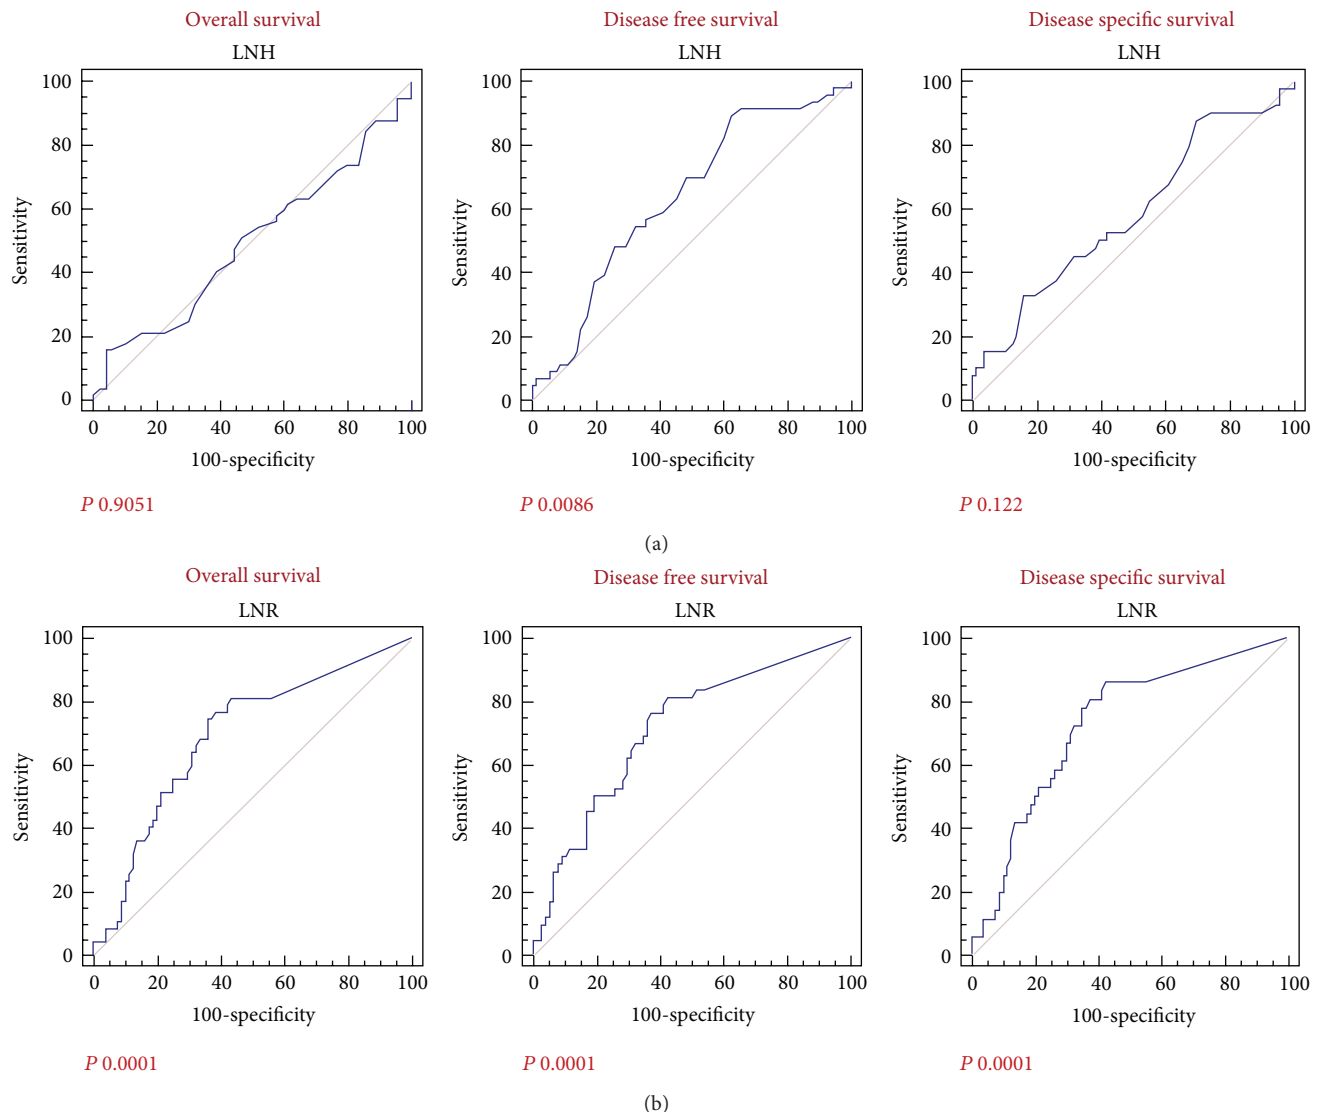 Overall survival
LNH
100
80
60
40
20
0
Sensitivity
0 20 40 60 80 100
100-specificity
P 0.9051
Disease free survival
LNH
100
80
60
40
20
0
Sensitivity
0 20 40 60 80 100
100-specificity
P 0.0086
Disease specific survival
LNH
100
80
60
40
20
0
Sensitivity
0 20 40 60 80 100
100-specificity
P 0.122
(a)
Overall survival
LNR
100
80
60
40
20
0
Sensitivity
0 20 40 60 80 100
100-specificity
P 0.0001
Disease free survival
LNR
100
80
60
40
20
0
Sensitivity
0 20 40 60 80 100
100-specificity
P 0.0001
Disease specific survival
LNR
100
80
60
40
20
0
Sensitivity
0 20 40 60 80 100
100-specificity
P 0.0001
(b)